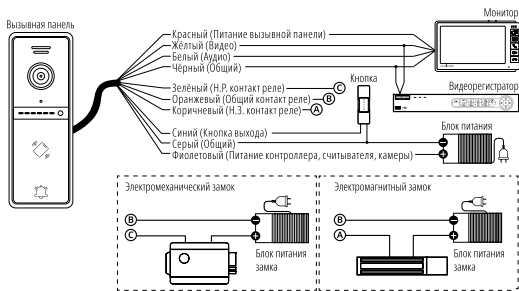 Вызывная панель
Монитор
Красный (Питание вызывной панели)
Жёлтый (Видео)
Белый (Аудио)
Чёрный (Общий)
Кнопка
Видеорегистратор
Зелёный (Н.Р. контакт реле) C
Оранжевый (Общий контакт реле) B
Коричневый (Н.З. контакт реле) A
Блок питания
Синий (Кнопка выхода)
Серый (Общий)
Фиолетовый (Питание контроллера, считывателя, камеры)
Электромеханический замок
B
C
Блок питания
замка
Электромагнитный замок
B
A
Блок питания
замка